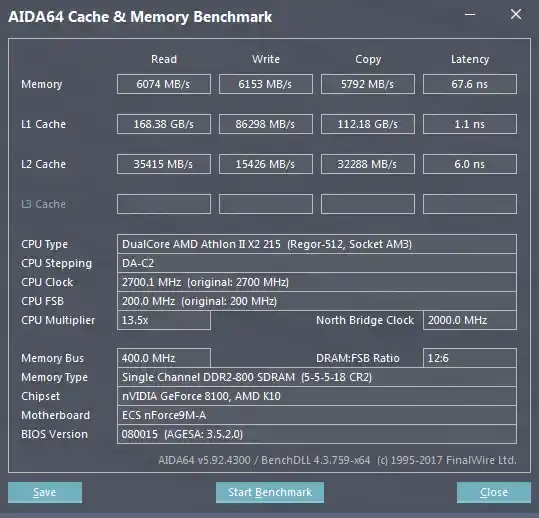 AIDA64 Cache & Memory Benchmark
Read Write Copy Latency
Memory 6074 MB/s 6153 MB/s 5792 MB/s 67.6 ns
L1 Cache 168.38 GB/s 86298 MB/s 112.18 GB/s 1.1 ns
L2 Cache 35415 MB/s 15426 MB/s 32288 MB/s 6.0 ns
L3 Cache
CPU Type DualCore AMD Athlon II X2 215 (Regor-512, Socket AM3)
CPU Stepping DA-C2
CPU Clock 2700.1 MHz (original: 2700 MHz)
CPU FSB 200.0 MHz (original: 200 MHz)
CPU Multiplier 13.5x North Bridge Clock 2000.0 MHz
Memory Bus 400.0 MHz DRAM:FSB Ratio 12:6
Memory Type Single Channel DDR2-800 SDRAM (5-5-5-18 CR2)
Chipset nVIDIA GeForce 8100, AMD K10
Motherboard ECS nForce9M-A
BIOS Version 080015 (AGESA: 3.5.2.0)
AIDA64 v5.92.4300 / BenchDLL 4.3.759-x64 (c) 1995-2017 FinalWire Ltd.
Save Start Benchmark Close